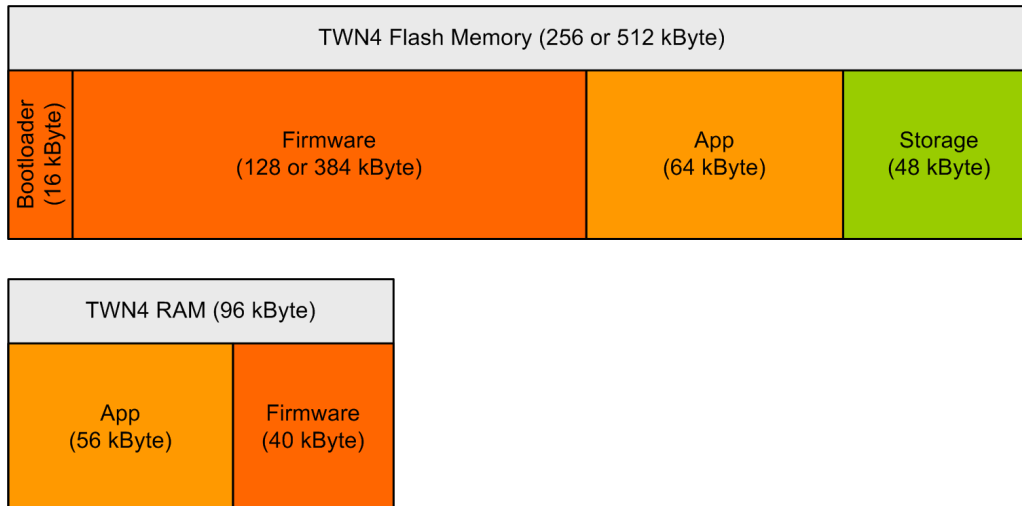 TWN4 Flash Memory (256 or 512 kByte)
Bootloader
(16 kByte)
Firmware
(128 or 384 kByte)
App
(64 kByte)
Storage
(48 kByte)
TWN4 RAM (96 kByte)
App
(56 kByte)
Firmware
(40 kByte)